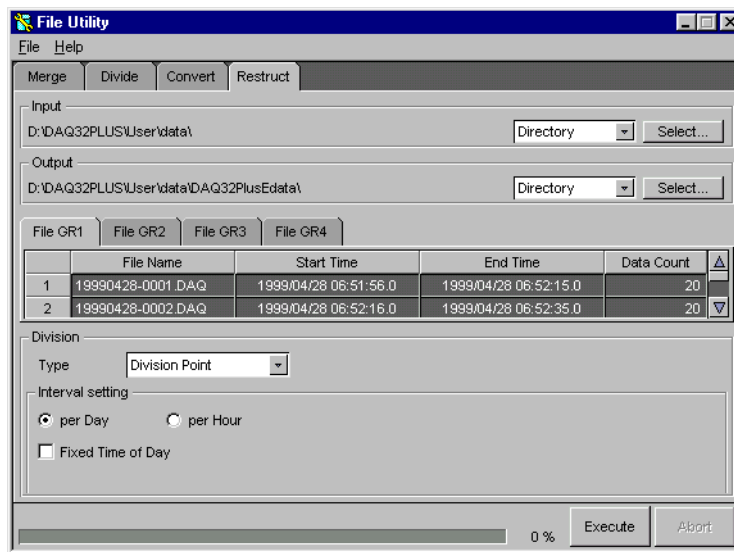 File Utility
File Help
Merge Divide Convert Restruct
Input
D:\DAQ32PLUS\User\data\ Directory Select...
Output
D:\DAQ32PLUS\User\data\DAQ32PlusEdata\ Directory Select...
File GR1 File GR2 File GR3 File GR4
File Name Start Time End Time Data Count
1 19990428-0001.DAQ 1999/04/28 06:51:56.0 1999/04/28 06:52:15.0 20
2 19990428-0002.DAQ 1999/04/28 06:52:16.0 1999/04/28 06:52:35.0 20
Division
Type Division Point
Interval setting
per Day per Hour
Fixed Time of Day
0 % Execute Abort